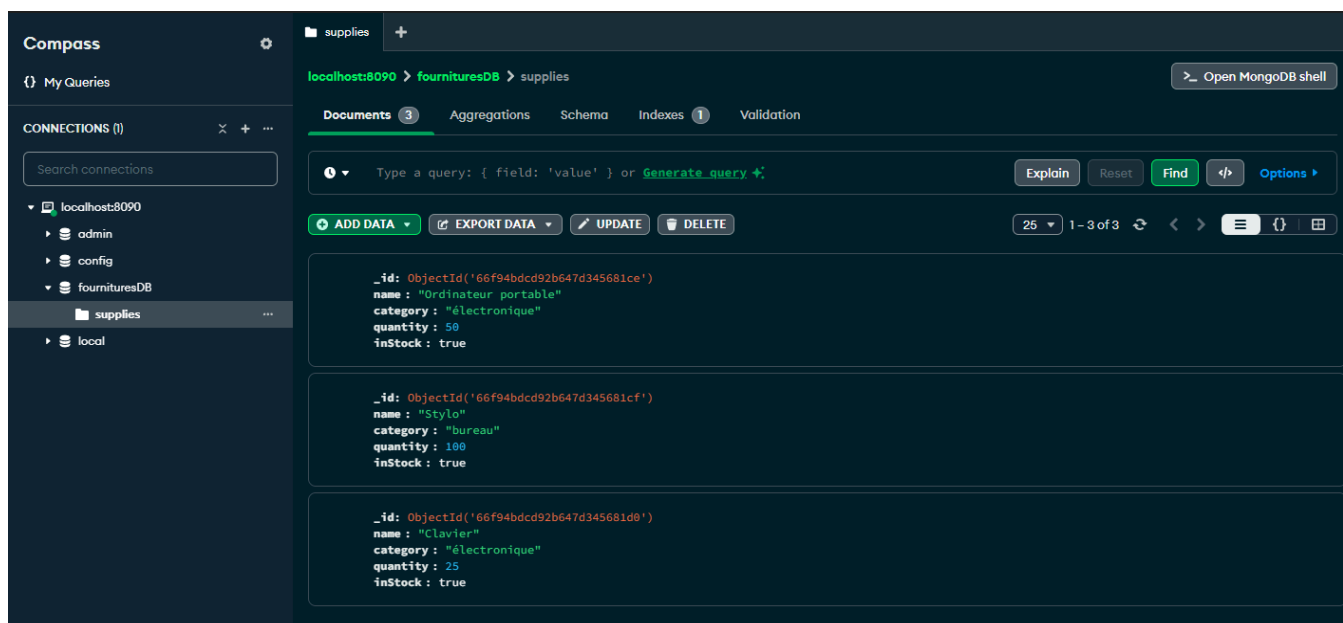 Compass
{} My Queries
CONNECTIONS (1)
Search connections
localhost:8090
admin
config
fournituresDB
supplies
local
supplies
localhost:8090 > fournituresDB > supplies
>_ Open MongoDB shell
Documents 3 Aggregations Schema Indexes 1 Validation
Type a query: { field: 'value' } or Generate query
Explain Reset Find </> Options
ADD DATA EXPORT DATA UPDATE DELETE
25 1 – 3 of 3 {}
_id: ObjectId('66f94bdcd92b647d345681ce')
name : "Ordinateur portable"
category : "électronique"
quantity : 50
inStock : true
_id: ObjectId('66f94bdcd92b647d345681cf')
name : "Stylo"
category : "bureau"
quantity : 100
inStock : true
_id: ObjectId('66f94bdcd92b647d345681d0')
name : "Clavier"
category : "électronique"
quantity : 25
inStock : true